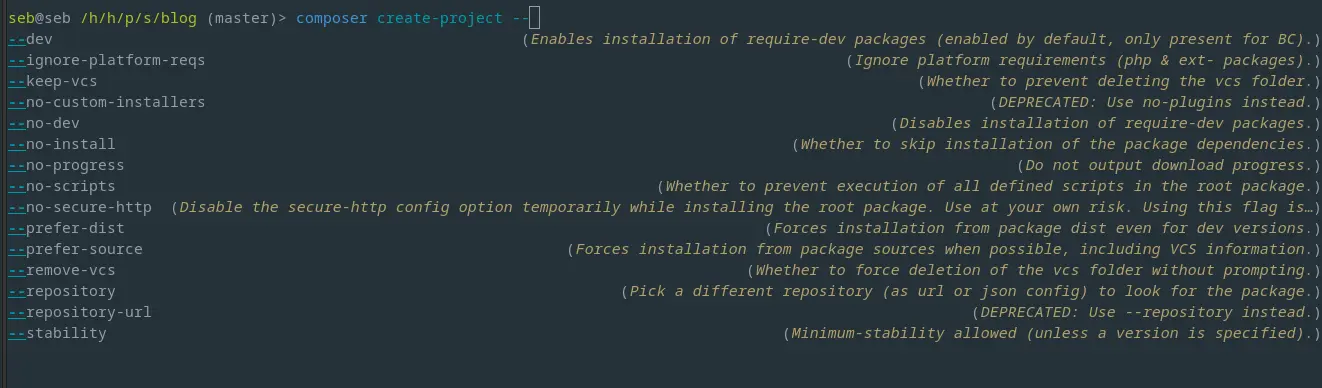 seb@seb /h/h/p/s/blog (master)> composer create-project --
--dev (Enables installation of require-dev packages (enabled by default, only present for BC).)
--ignore-platform-reqs (Ignore platform requirements (php & ext- packages).)
--keep-vcs (Whether to prevent deleting the vcs folder.)
--no-custom-installers (DEPRECATED: Use no-plugins instead.)
--no-dev (Disables installation of require-dev packages.)
--no-install (Whether to skip installation of the package dependencies.)
--no-progress (Do not output download progress.)
--no-scripts (Whether to prevent execution of all defined scripts in the root package.)
--no-secure-http (Disable the secure-http config option temporarily while installing the root package. Use at your own risk. Using this flag is…)
--prefer-dist (Forces installation from package dist even for dev versions.)
--prefer-source (Forces installation from package sources when possible, including VCS information.)
--remove-vcs (Whether to force deletion of the vcs folder without prompting.)
--repository (Pick a different repository (as url or json config) to look for the package.)
--repository-url (DEPRECATED: Use --repository instead.)
--stability (Minimum-stability allowed (unless a version is specified).)